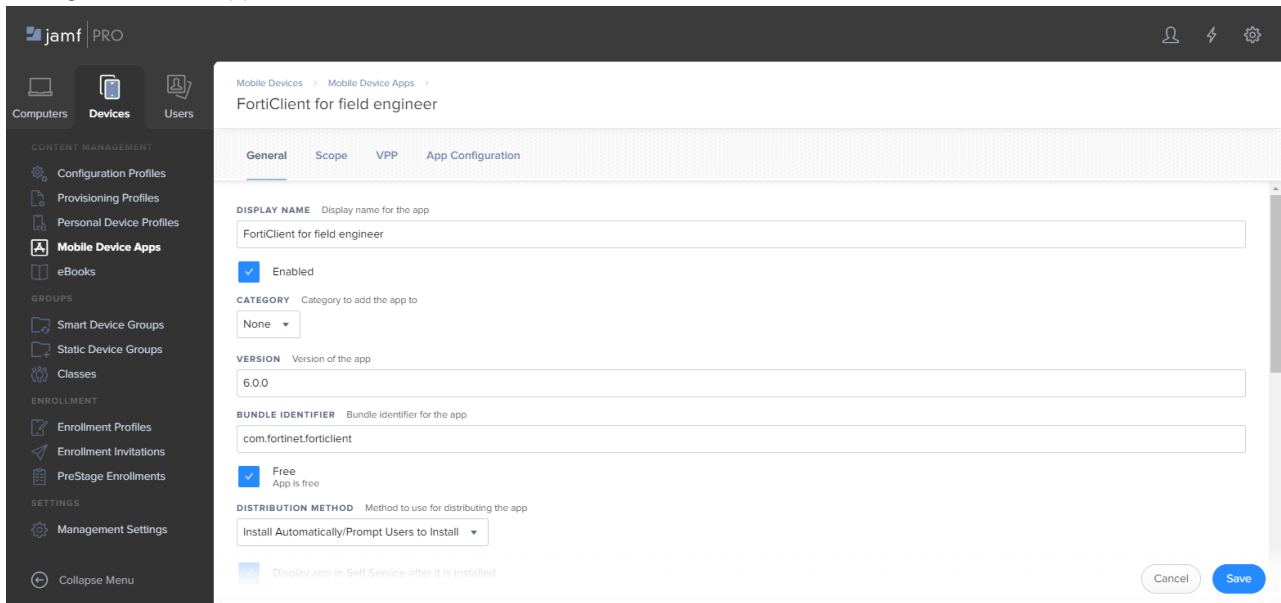 jamf PRO
Computers
Devices
Users
CONTENT MANAGEMENT
Configuration Profiles
Provisioning Profiles
Personal Device Profiles
Mobile Device Apps
eBooks
GROUPS
Smart Device Groups
Static Device Groups
Classes
ENROLLMENT
Enrollment Profiles
Enrollment Invitations
PreStage Enrollments
SETTINGS
Management Settings
Collapse Menu
Mobile Devices > Mobile Device Apps >
FortiClient for field engineer
General Scope VPP App Configuration
DISPLAY NAME Display name for the app
FortiClient for field engineer
Enabled
CATEGORY Category to add the app to
None
VERSION Version of the app
6.0.0
BUNDLE IDENTIFIER Bundle identifier for the app
com.fortinet.forticlient
Free
App is free
DISTRIBUTION METHOD Method to use for distributing the app
Install Automatically/Prompt Users to Install
Display app in Self Service after it is installed
Cancel Save